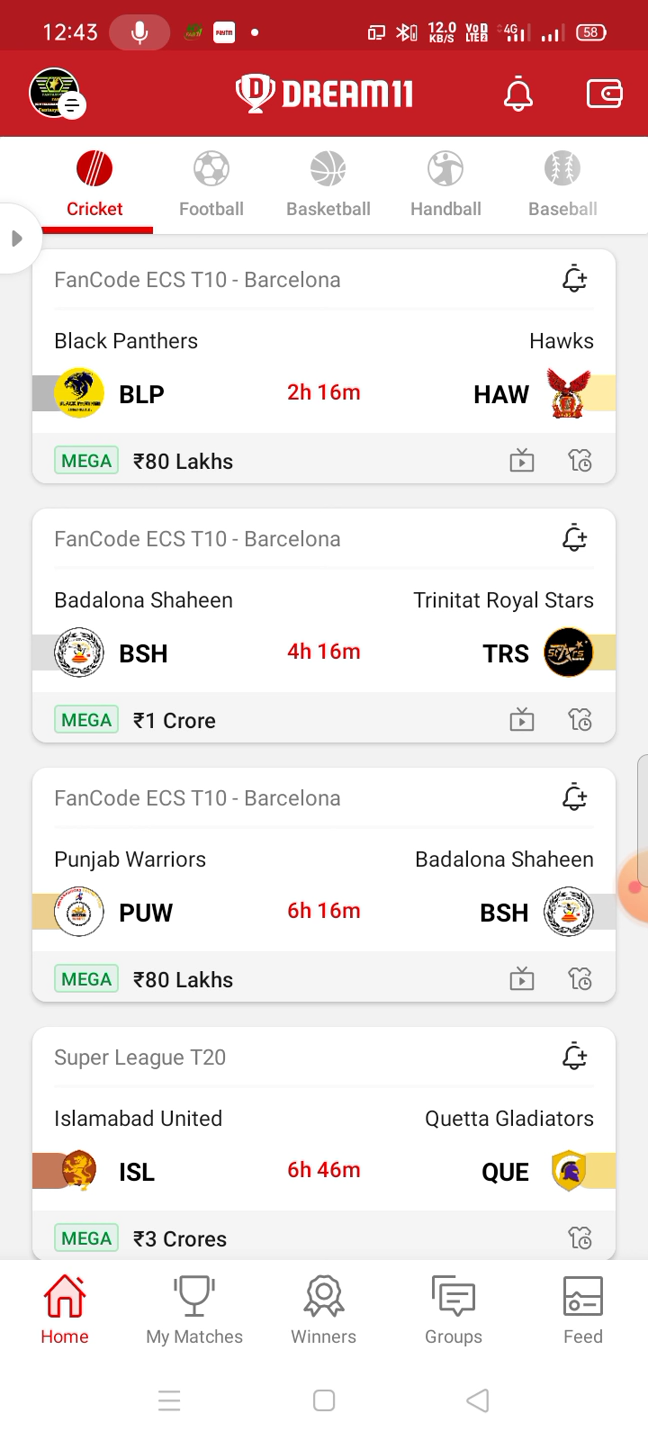 12:43
12.0 KB/S
4G
58
DREAM11
Cricket
Football
Basketball
Handball
Baseball
FanCode ECS T10 - Barcelona
Black Panthers
Hawks
BLP
2h 16m
HAW
MEGA ₹80 Lakhs
FanCode ECS T10 - Barcelona
Badalona Shaheen
Trinitat Royal Stars
BSH
4h 16m
TRS
MEGA ₹1 Crore
FanCode ECS T10 - Barcelona
Punjab Warriors
Badalona Shaheen
PUW
6h 16m
BSH
MEGA ₹80 Lakhs
Super League T20
Islamabad United
Quetta Gladiators
ISL
6h 46m
QUE
MEGA ₹3 Crores
Home
My Matches
Winners
Groups
Feed